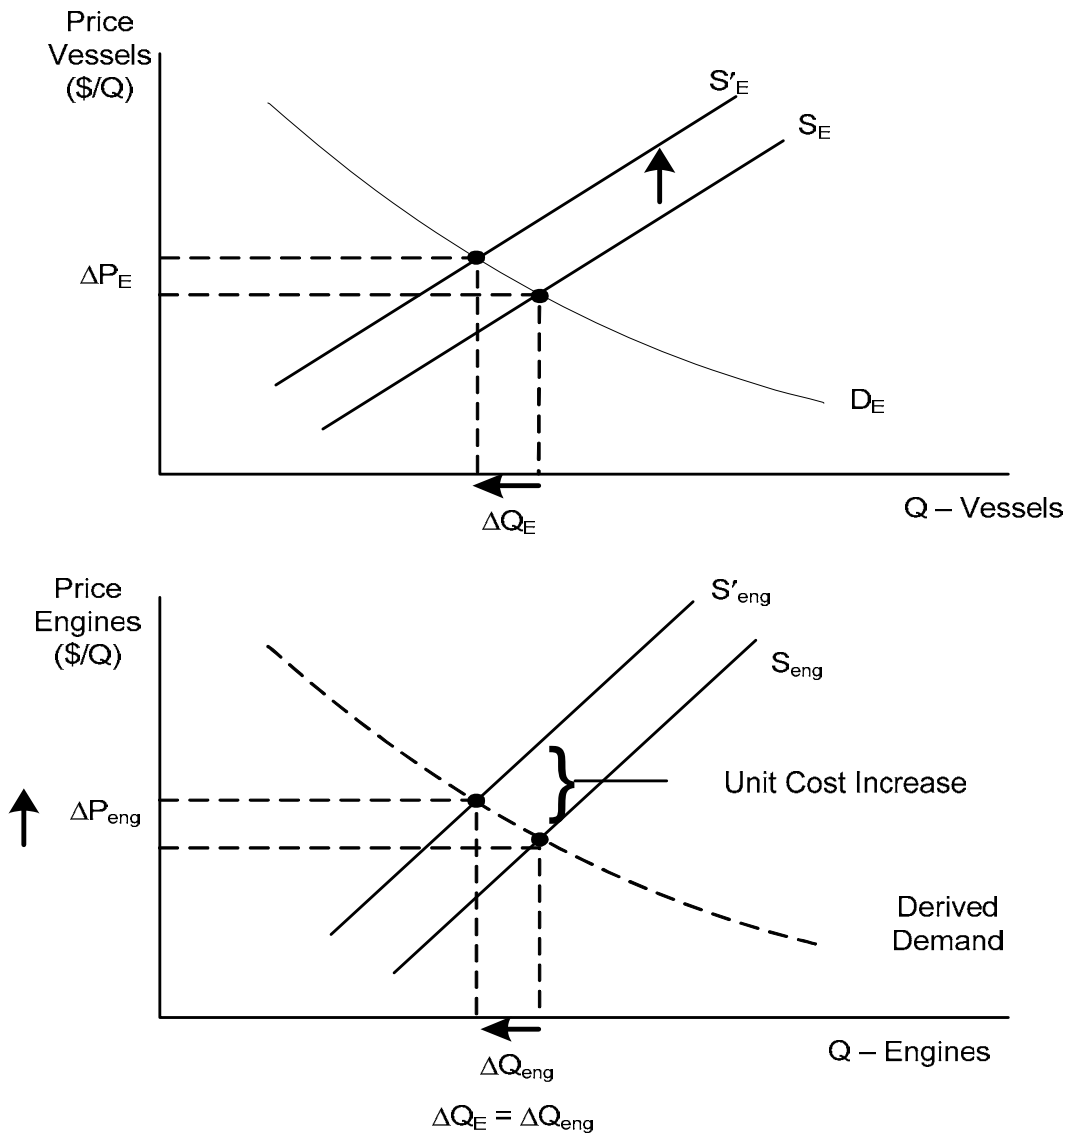 Price
Vessels
($/Q)
S′E
SE
ΔPE
DE
ΔQE
Q – Vessels
Price
Engines
($/Q)
S′eng
Seng
Unit Cost Increase
ΔPeng
Derived
Demand
Q – Engines
ΔQeng
ΔQE = ΔQeng